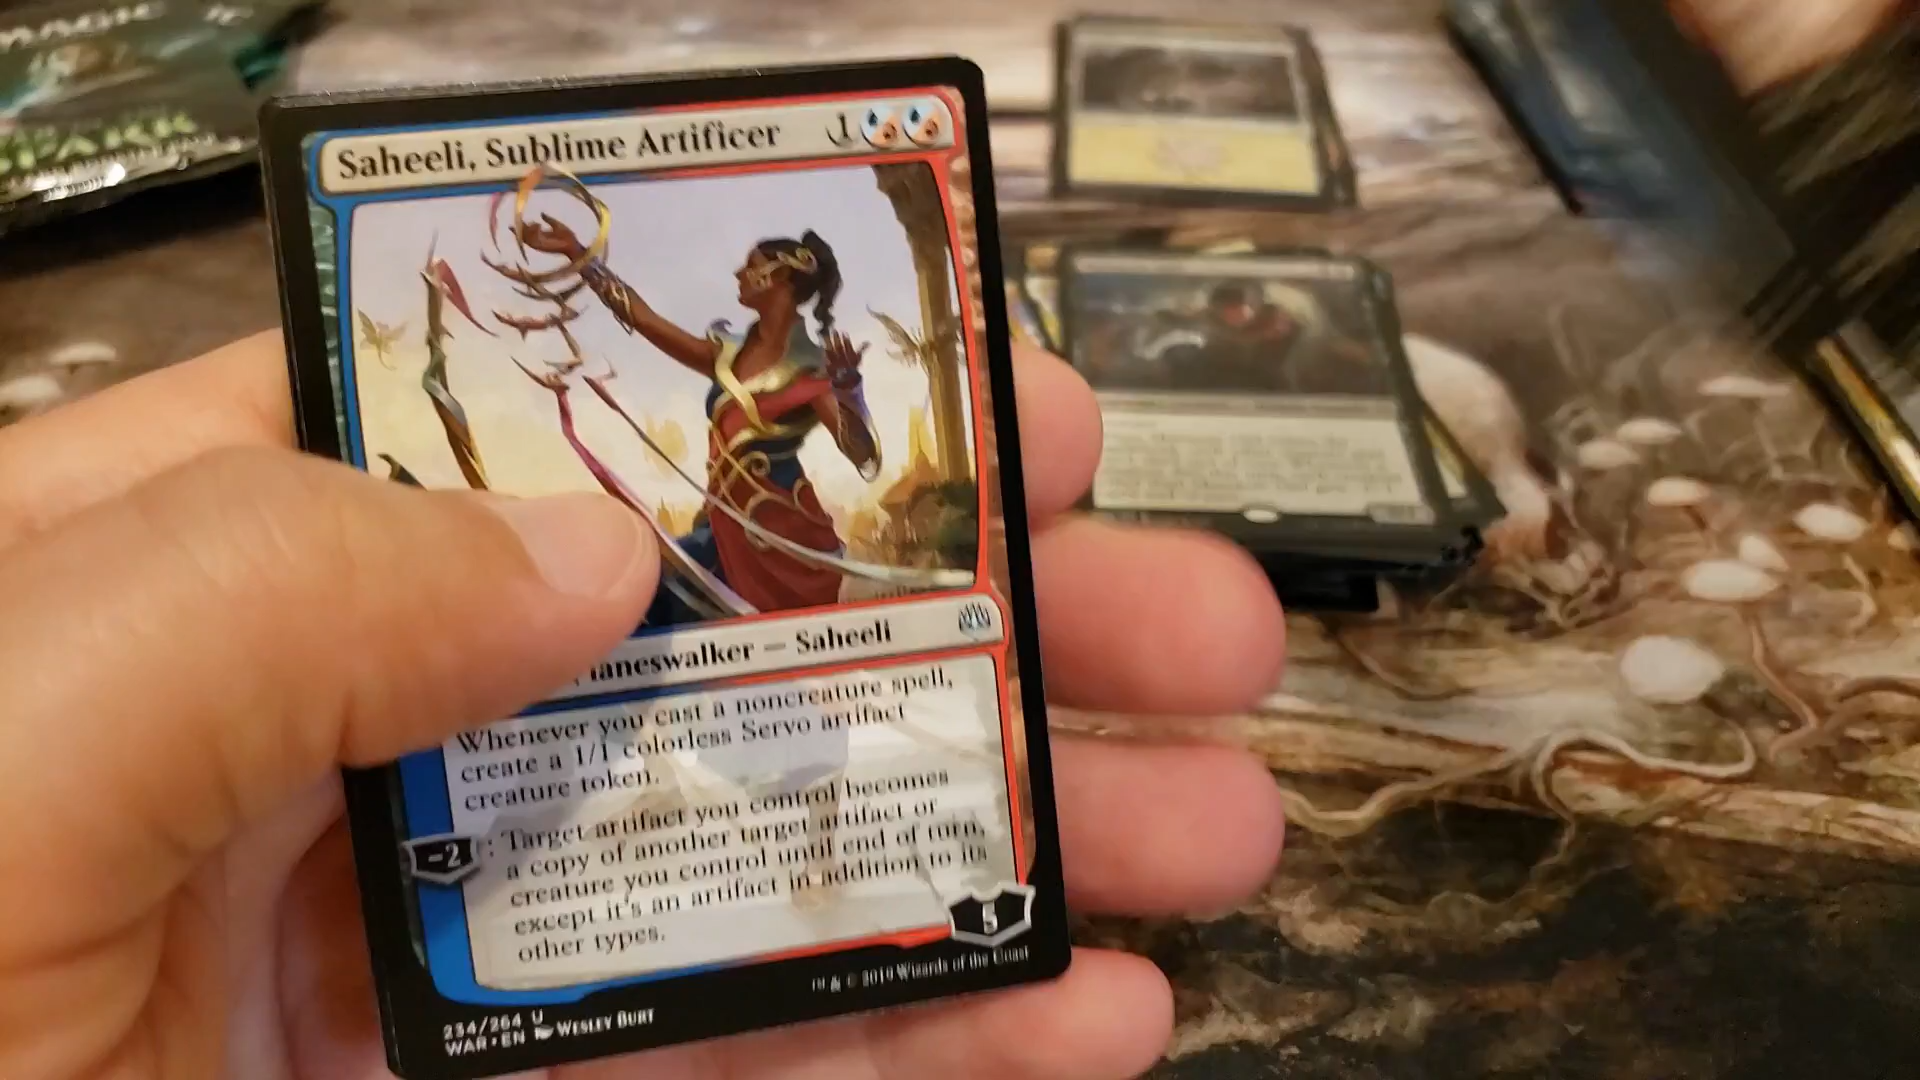 MAGIC
SPARK
Saheeli, Sublime Artificer 1
laneswalker — Saheeli
Whenever you cast a noncreature spell,
create a 1/1 colorless Servo artifact
creature token.
−2: Target artifact you control becomes
a copy of another target artifact or
creature you control until end of turn,
except it's an artifact in addition to its
other types.
5
234/264 U
WAR • EN Wesley Burt
™ & © 2019 Wizards of the Coast